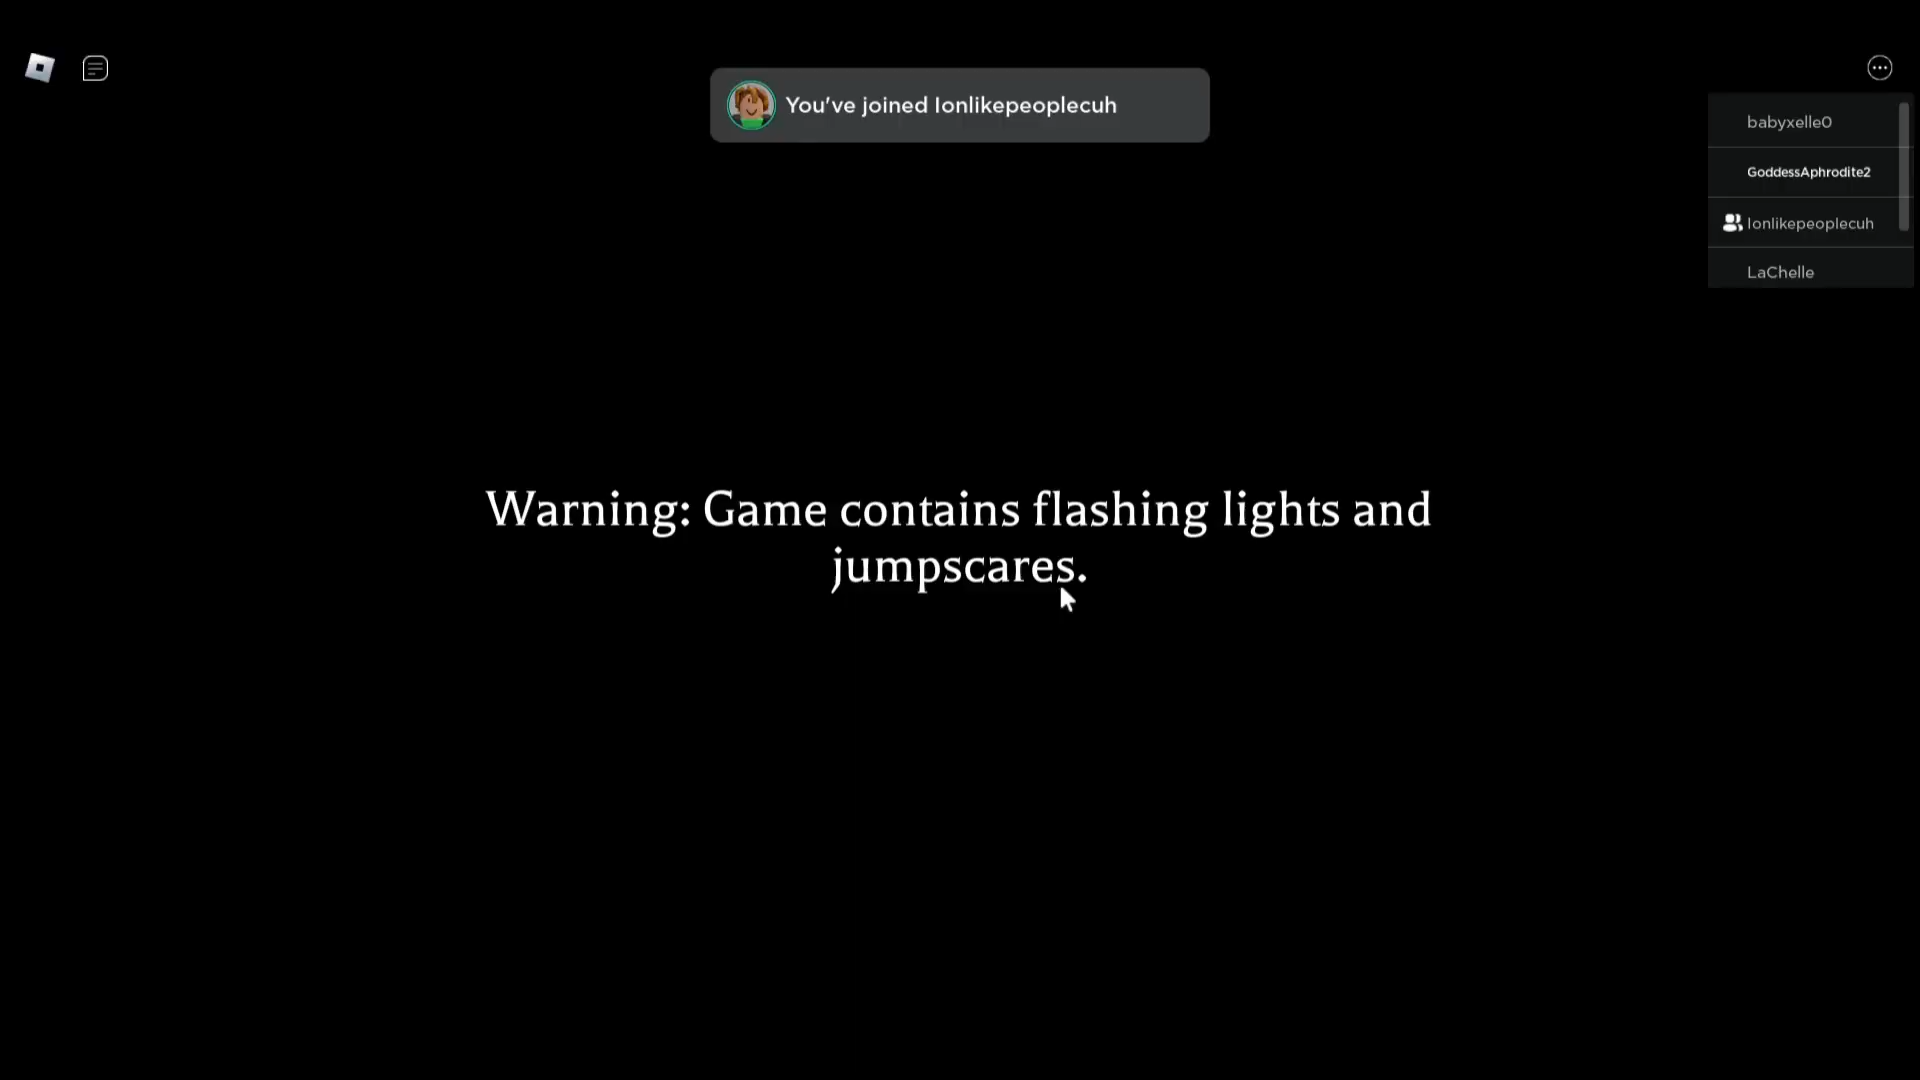 You've joined Ionlikepeoplecuh
babyxelle0
GoddessAphrodite2
Ionlikepeoplecuh
LaChelle
Warning: Game contains flashing lights and
jumpscares.